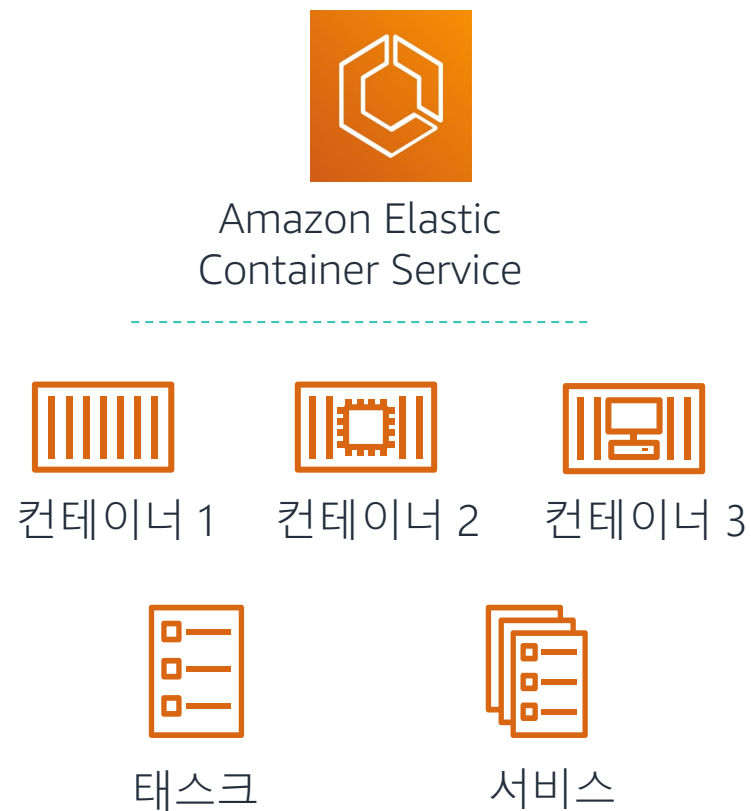 Amazon Elastic
Container Service
컨테이너 1
컨테이너 2
컨테이너 3
태스크
서비스